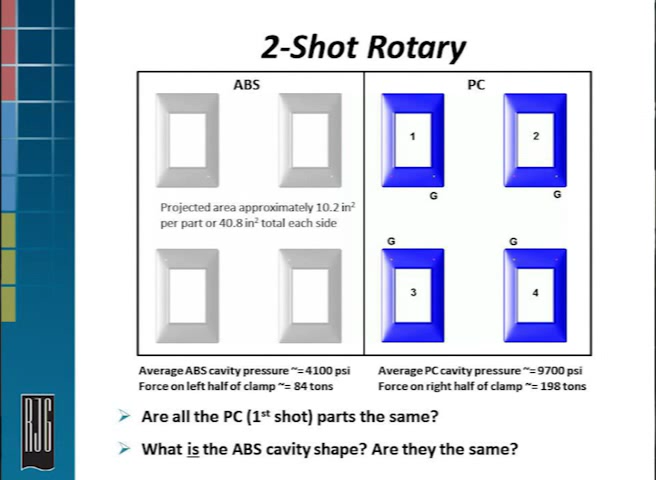 2-Shot Rotary
ABS
PC
1
2
G
G
Projected area approximately 10.2 in²
per part or 40.8 in² total each side
G
G
3
4
Average ABS cavity pressure ~= 4100 psi
Force on left half of clamp ~= 84 tons
Average PC cavity pressure ~= 9700 psi
Force on right half of clamp ~= 198 tons
Are all the PC (1st shot) parts the same?
What is the ABS cavity shape? Are they the same?
RJG